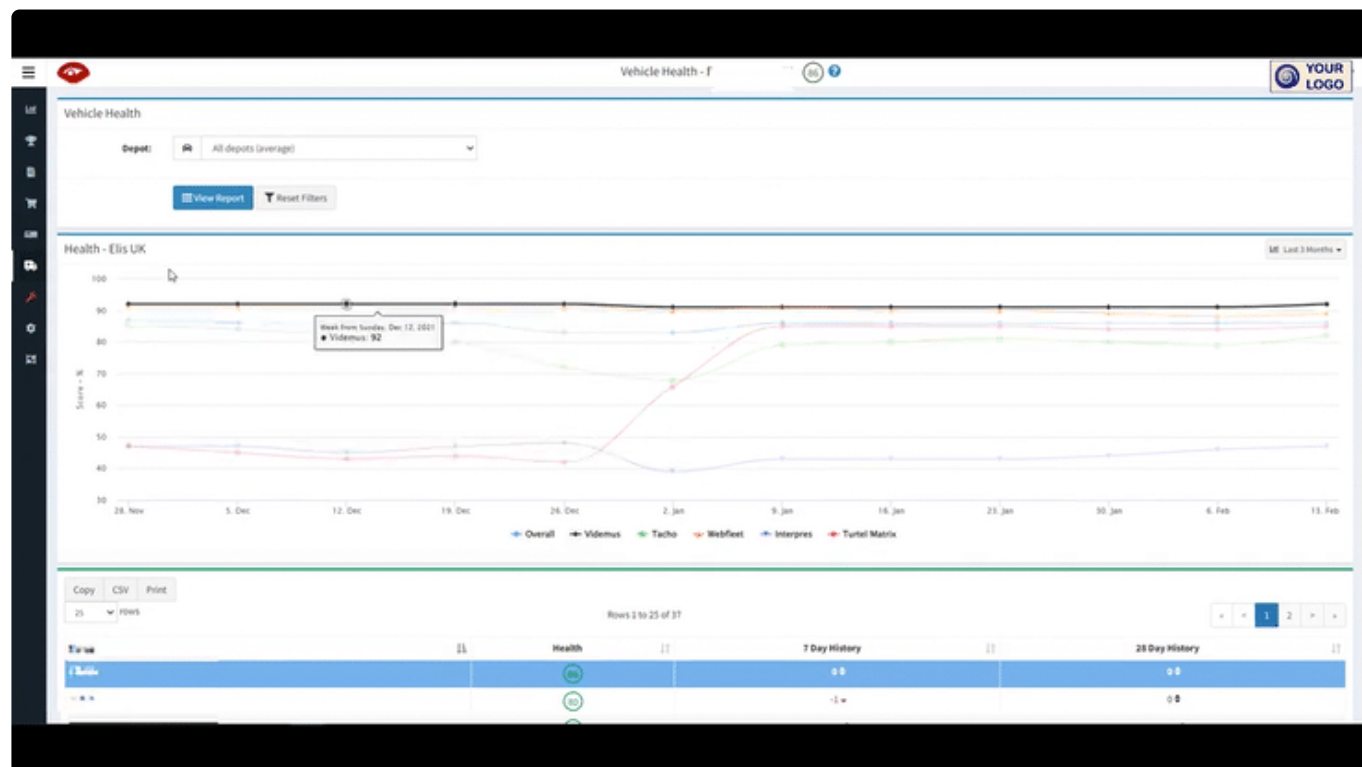 Vehicle Health - 86
YOUR
LOGO
Vehicle Health
Depot: All depots (average)
View Report Reset Filters
Health - Elis UK
Last 3 Months
100
90
80
70
60
50
40
30
Score - %
Week from Sunday, Dec 12, 2021
Videmus: 92
28. Nov 5. Dec 12. Dec 19. Dec 26. Dec 2. Jan 9. Jan 16. Jan 23. Jan 30. Jan 6. Feb 13. Feb
Overall Videmus Tacho Webfleet Interpres Turtel Matrix
Copy CSV Print
25 rows
Rows 1 to 25 of 37
« < 1 2 > »
Health 7 Day History 28 Day History
86 0 0 0 0
80 -1 0 0